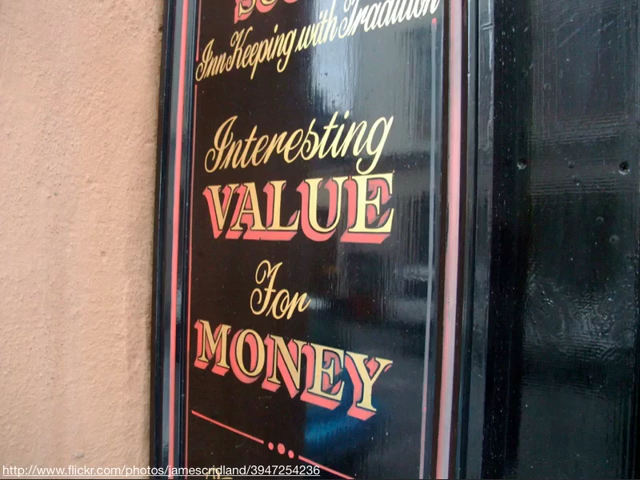 Inn Keeping with Tradition
Interesting
VALUE
For
MONEY
http://www.flickr.com/photos/jamescridland/3947254236